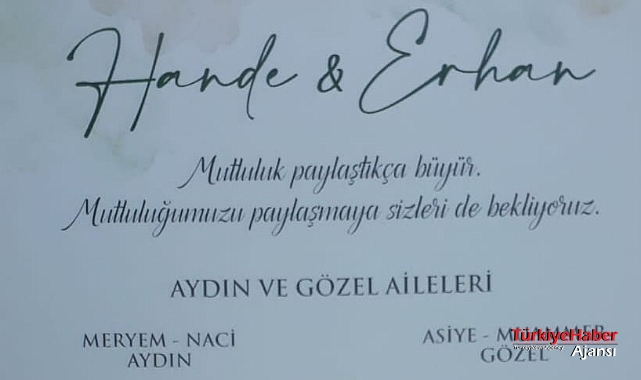 Hande & Erhan
Mutluluk paylaştıkça büyür.
Mutluluğumuzu paylaşmaya sizleri de bekliyoruz.
AYDIN VE GÖZEL AİLELERİ
MERYEM - NACİ
AYDIN
ASİYE - MUAMMER
GÖZEL
TürkiyeHaber
Ajansı